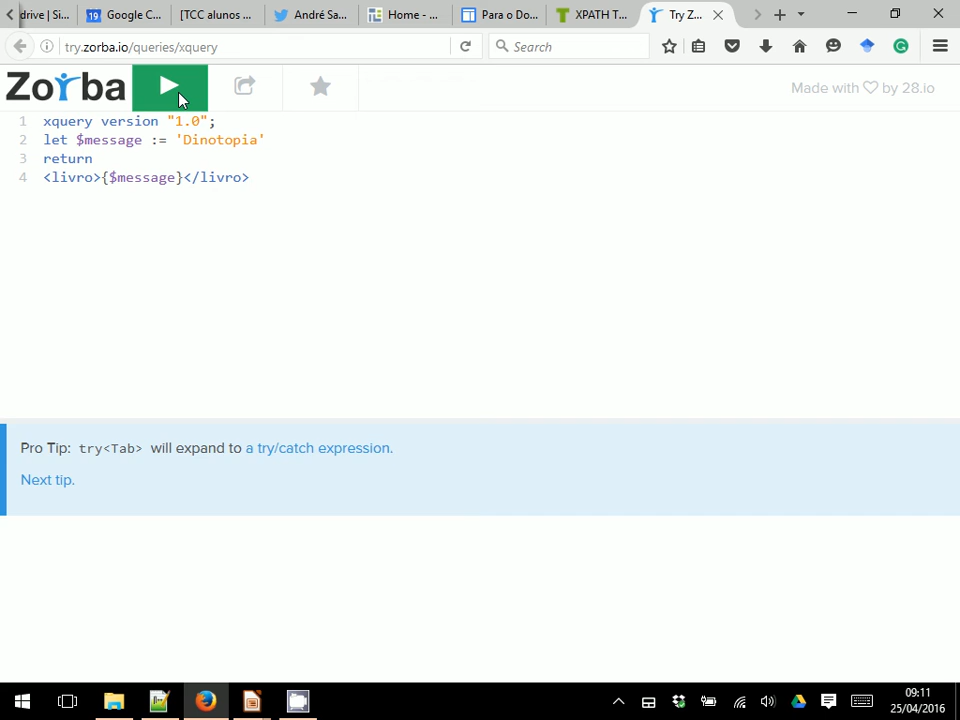 drive | Si...
19 Google C...
[TCC alunos ...
André Sa...
Home - ...
Para o Do...
XPATH T...
Try Z...
try.zorba.io/queries/xquery
Search
Zorba
Made with ♡ by 28.io
1 xquery version "1.0";
2 let $message := 'Dinotopia'
3 return
4 <livro>{$message}</livro>
Pro Tip: try<Tab> will expand to a try/catch expression.
Next tip.
09:11
25/04/2016